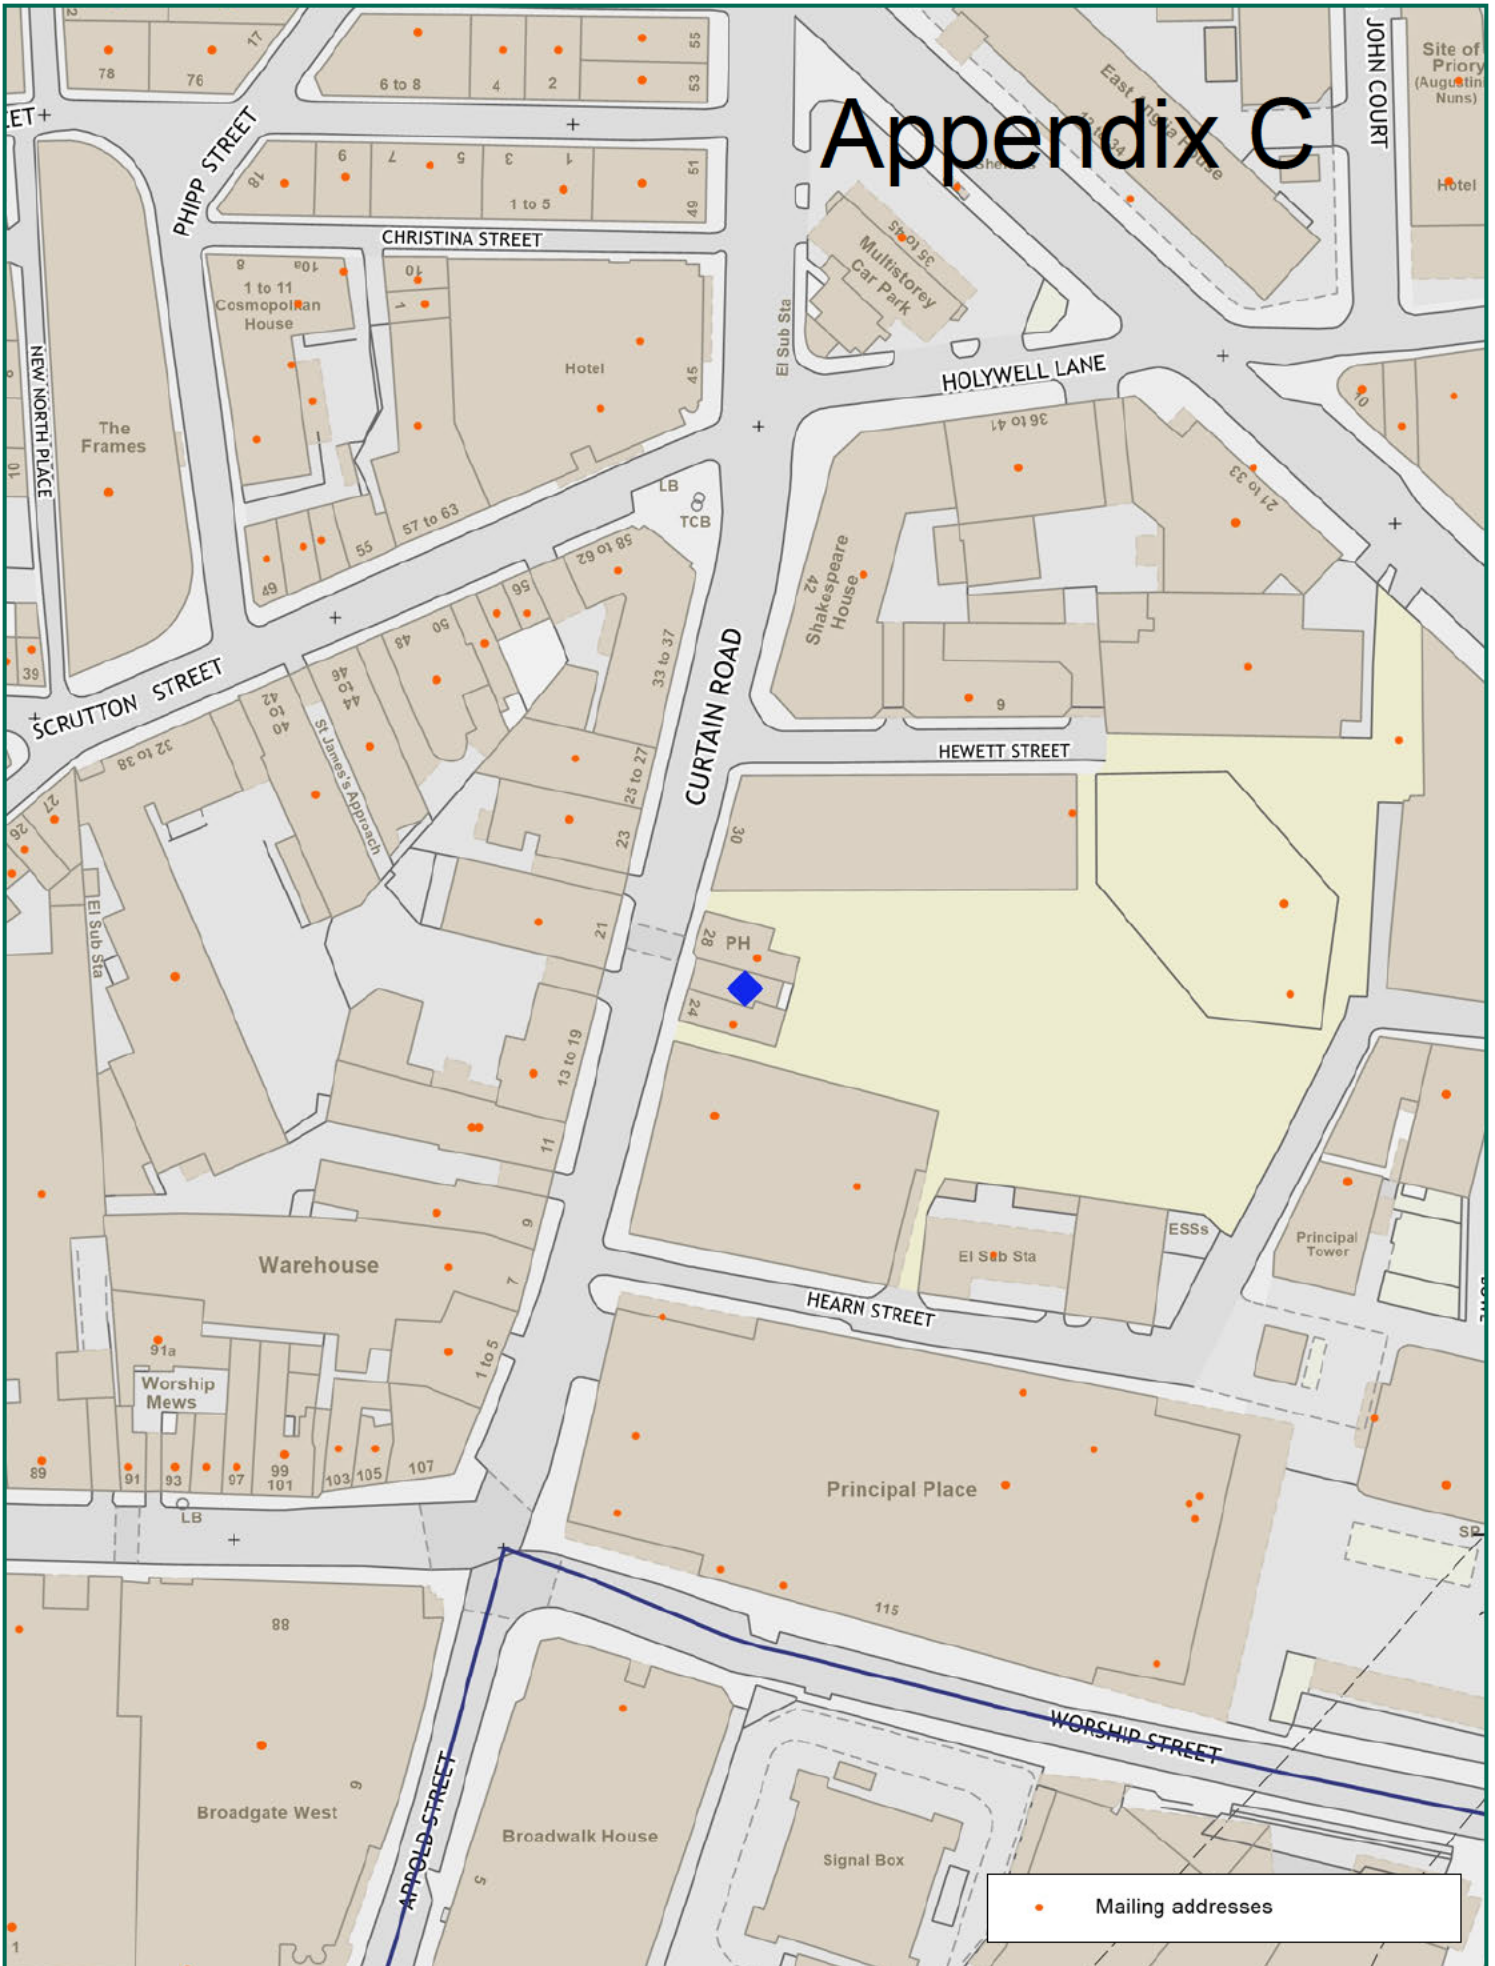 Appendix C
17
78
76
6 to 8
4
2
55
53
East Anglia House
JOHN COURT
Site of
Priory
Nuns)
Hotel
PHIPP STREET
18
9
7
5
3
1
1 to 5
51
49
CHRISTINA STREET
8
10a
1 to 11
Cosmopolitan
House
10
1
Hotel
45
El Sub Sta
35 to 45
Multistorey
Car Park
HOLYWELL LANE
10
NEW NORTH PLACE
The
Frames
10
49
55
57 to 63
LB
TCB
58 to 62
56
50
48
44 to 46
40 to 42
33 to 37
36 to 41
21 to 33
42
Shakespeare
House
9
39
SCRUTTON STREET
32 to 38
St James's Approach
CURTAIN ROAD
25 to 27
23
HEWETT STREET
30
27
26
El Sub Sta
21
28
PH
24
13 to 19
11
9
7
Warehouse
1 to 5
91a
Worship
Mews
89
91
93
97
99
101
103
105
107
LB
HEARN STREET
El Sub Sta
ESSs
Principal
Tower
Principal Place
115
88
6
Broadgate West
APPOLD STREET
Broadwalk House
5
WORSHIP STREET
Signal Box
1
Mailing addresses